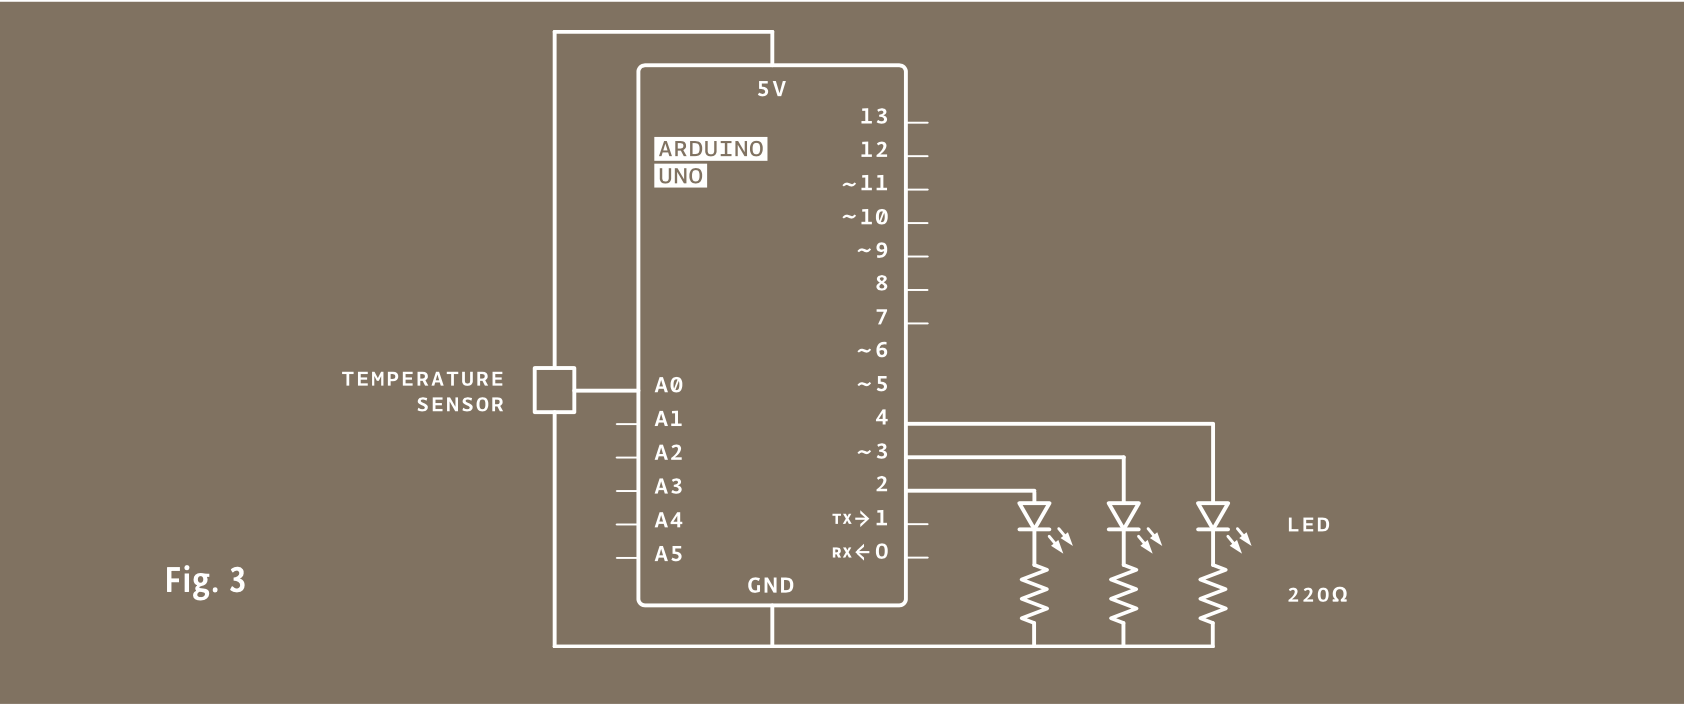 5V
ARDUINO
UNO
13
12
~11
~10
~9
8
7
~6
~5
4
~3
2
TX→1
RX←0
TEMPERATURE
SENSOR
A0
A1
A2
A3
A4
A5
GND
LED
220Ω
Fig. 3